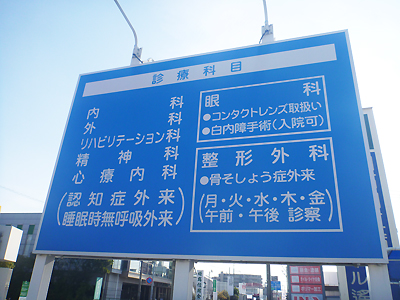 診療科目
内科
外科
リハビリテーション科
精神科
心療内科
(認知症外来)
(睡眠時無呼吸外来)
眼科
●コンタクトレンズ取扱い
●白内障手術(入院可)
整形外科
●骨そしょう症外来
(月・火・水・木・金)
(午前・午後 診察)